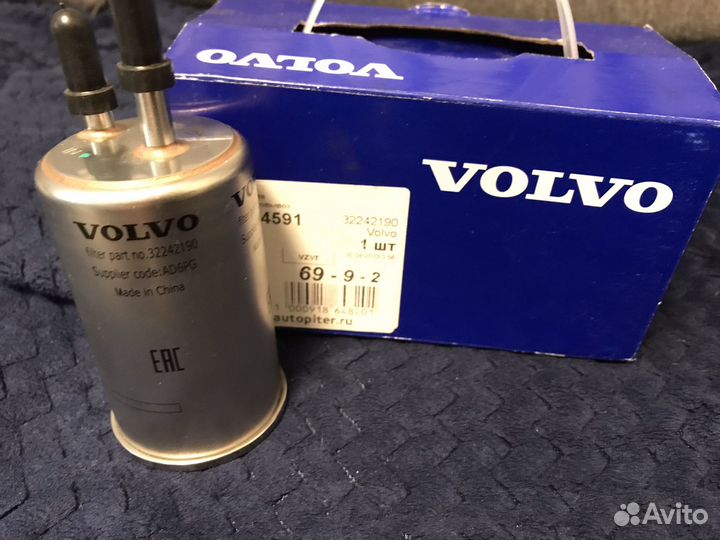 VOLVO
VOLVO
VOLVO
filter part no.32242190
Supplier code:AD6PG
Made in China
EAC
4591
32242190
Volvo
1 шт
VZVT
69 - 9 - 2
autopiter.ru
Avito